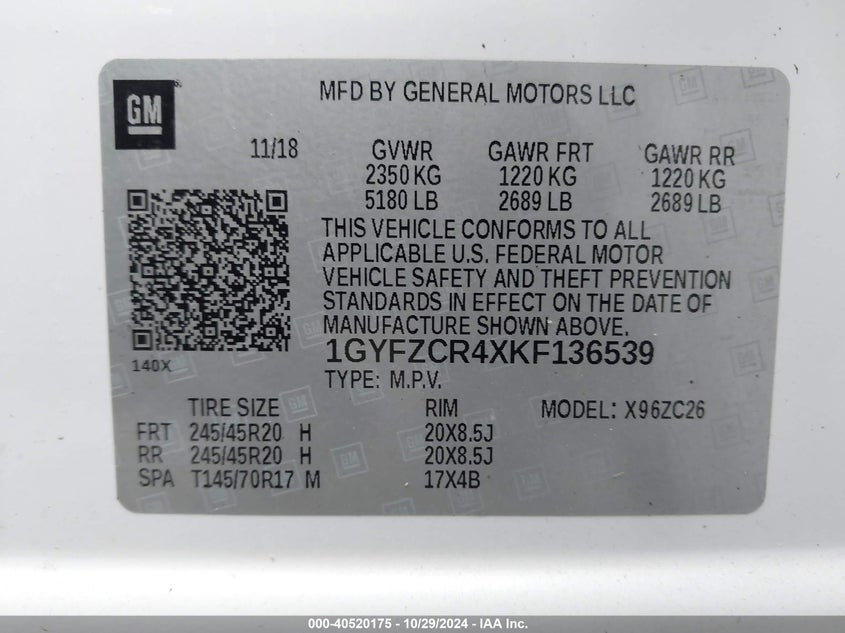 GM
MFD BY GENERAL MOTORS LLC
11/18 GVWR GAWR FRT GAWR RR
2350 KG 1220 KG 1220 KG
5180 LB 2689 LB 2689 LB
THIS VEHICLE CONFORMS TO ALL
APPLICABLE U.S. FEDERAL MOTOR
VEHICLE SAFETY AND THEFT PREVENTION
STANDARDS IN EFFECT ON THE DATE OF
MANUFACTURE SHOWN ABOVE.
140X
1GYFZCR4XKF136539
TYPE: M.P.V.
TIRE SIZE RIM MODEL: X96ZC26
FRT 245/45R20 H 20X8.5J
RR 245/45R20 H 20X8.5J
SPA T145/70R17 M 17X4B
000-40520175 - 10/29/2024 - IAA Inc.